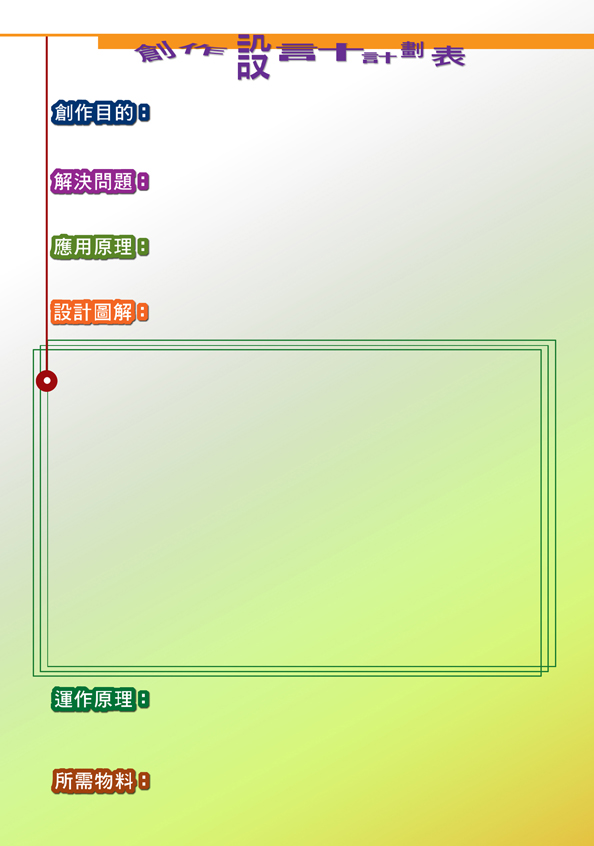 創作設計計劃表
創作目的：
解決問題：
應用原理：
設計圖解：
運作原理：
所需物料：